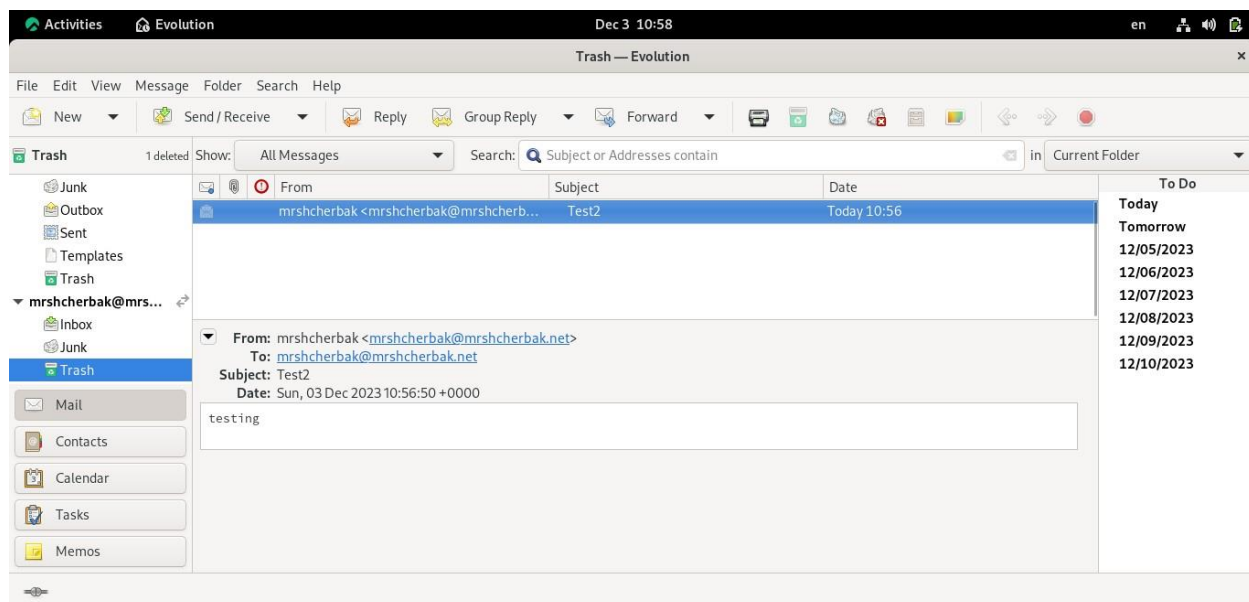 Activities Evolution Dec 3 10:58 en
Trash — Evolution ×
File Edit View Message Folder Search Help
New Send / Receive Reply Group Reply Forward
Trash 1 deleted Show: All Messages Search: Subject or Addresses contain in Current Folder
Junk
Outbox
Sent
Templates
Trash
mrshcherbak@mrs...
Inbox
Junk
Trash
Mail
Contacts
Calendar
Tasks
Memos
From Subject Date
mrshcherbak <mrshcherbak@mrshcherb... Test2 Today 10:56
From: mrshcherbak <mrshcherbak@mrshcherbak.net>
To: mrshcherbak@mrshcherbak.net
Subject: Test2
Date: Sun, 03 Dec 2023 10:56:50 +0000
testing
To Do
Today
Tomorrow
12/05/2023
12/06/2023
12/07/2023
12/08/2023
12/09/2023
12/10/2023